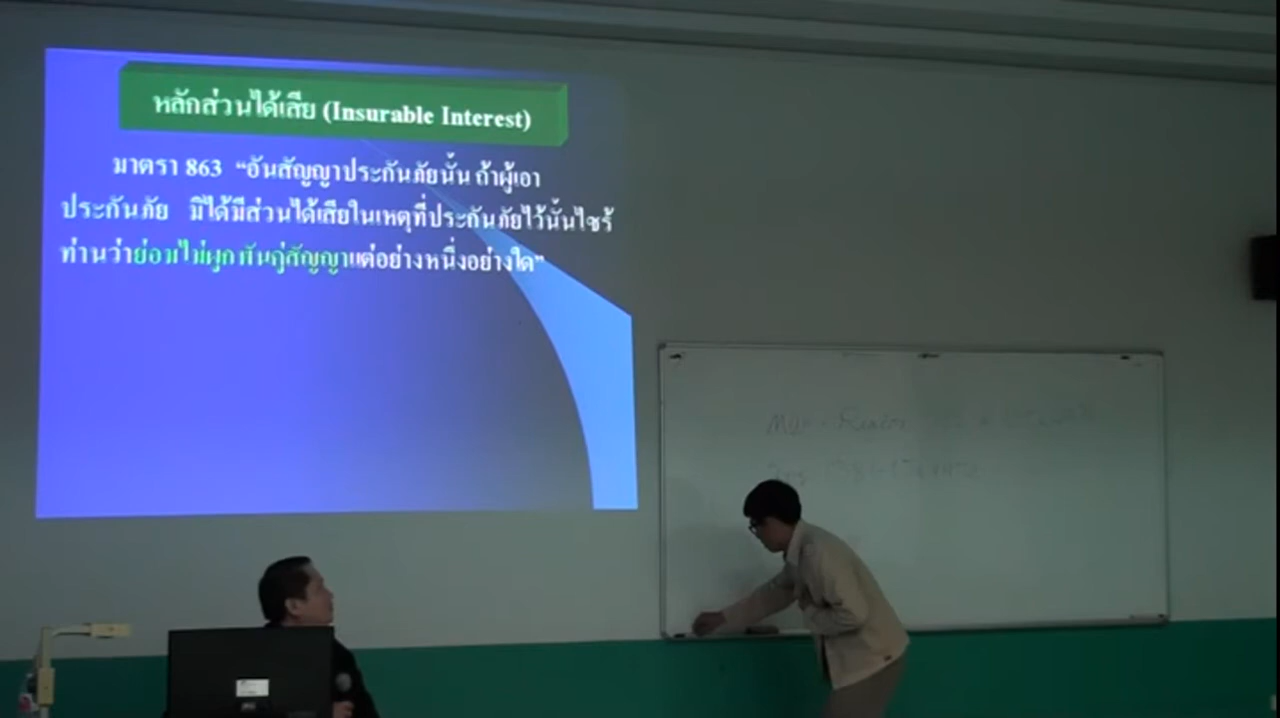 หลักส่วนได้เสีย (Insurable Interest)
มาตรา 863 “อันสัญญาประกันภัยนั้น ถ้าผู้เอา
ประกันภัย มิได้มีส่วนได้เสียในเหตุที่ประกันภัยไว้นั้นไซร้
ท่านว่าย่อมไม่ผูกพันคู่สัญญาแต่อย่างหนึ่งอย่างใด”